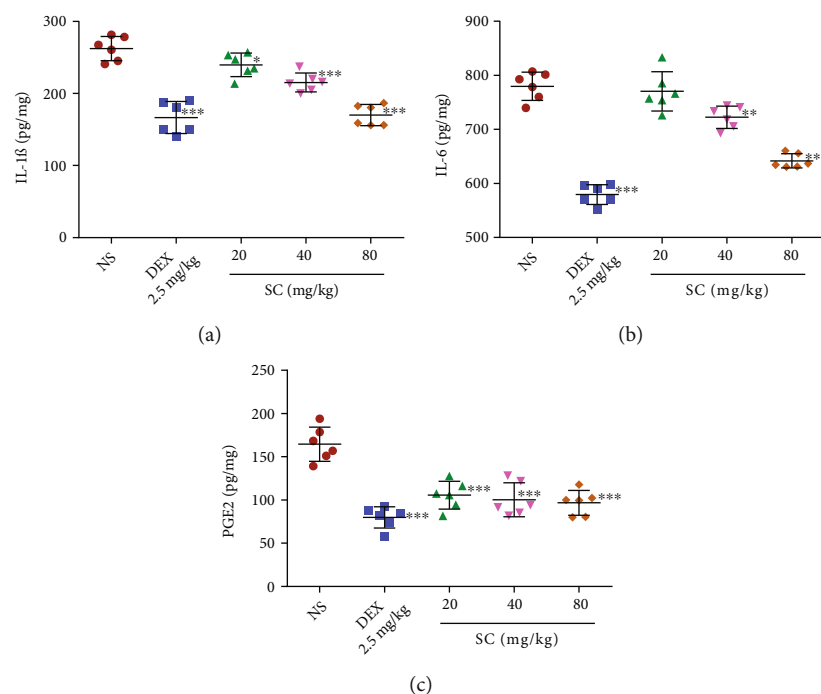 300
200
100
0
IL-1ß (pg/mg)
*
***
***
***
NS
DEX
2.5 mg/kg
20
40
80
SC (mg/kg)
(a)
900
800
700
600
500
IL-6 (pg/mg)
***
**
**
NS
DEX
2.5 mg/kg
20
40
80
SC (mg/kg)
(b)
250
200
150
100
50
0
PGE2 (pg/mg)
***
***
***
***
NS
DEX
2.5 mg/kg
20
40
80
SC (mg/kg)
(c)